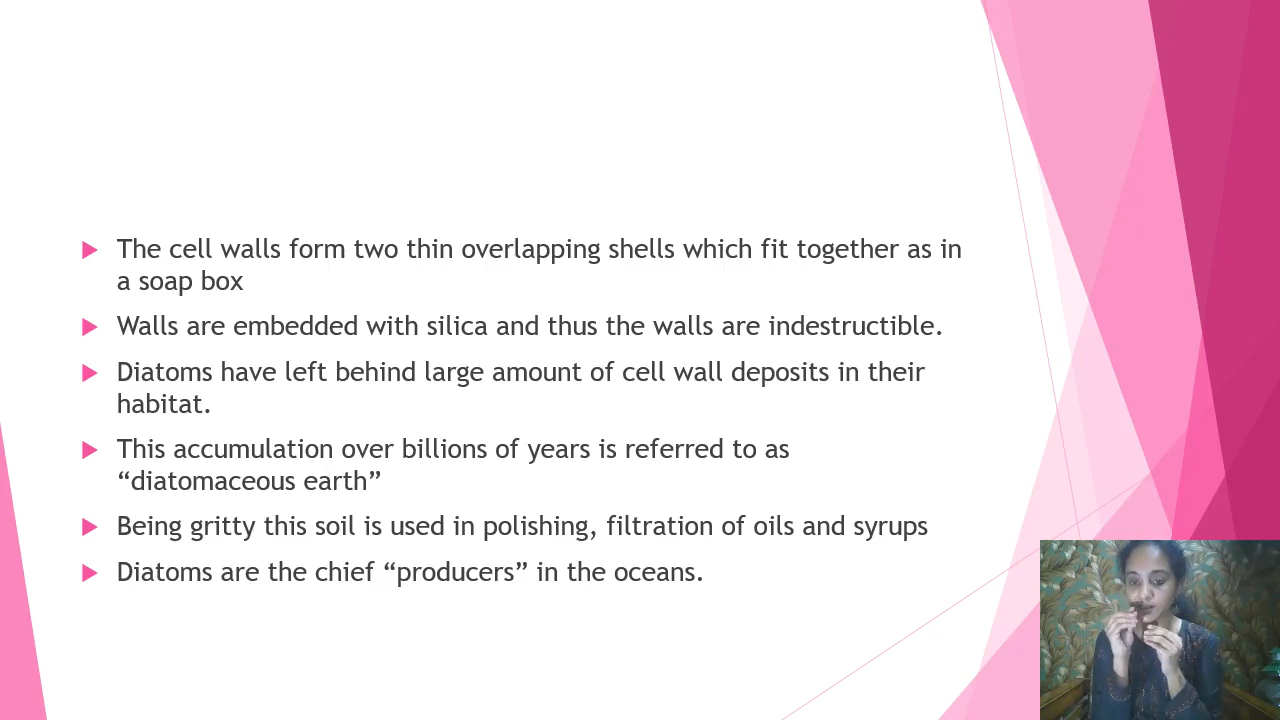 The cell walls form two thin overlapping shells which fit together as in
a soap box
Walls are embedded with silica and thus the walls are indestructible.
Diatoms have left behind large amount of cell wall deposits in their
habitat.
This accumulation over billions of years is referred to as
“diatomaceous earth”
Being gritty this soil is used in polishing, filtration of oils and syrups
Diatoms are the chief “producers” in the oceans.